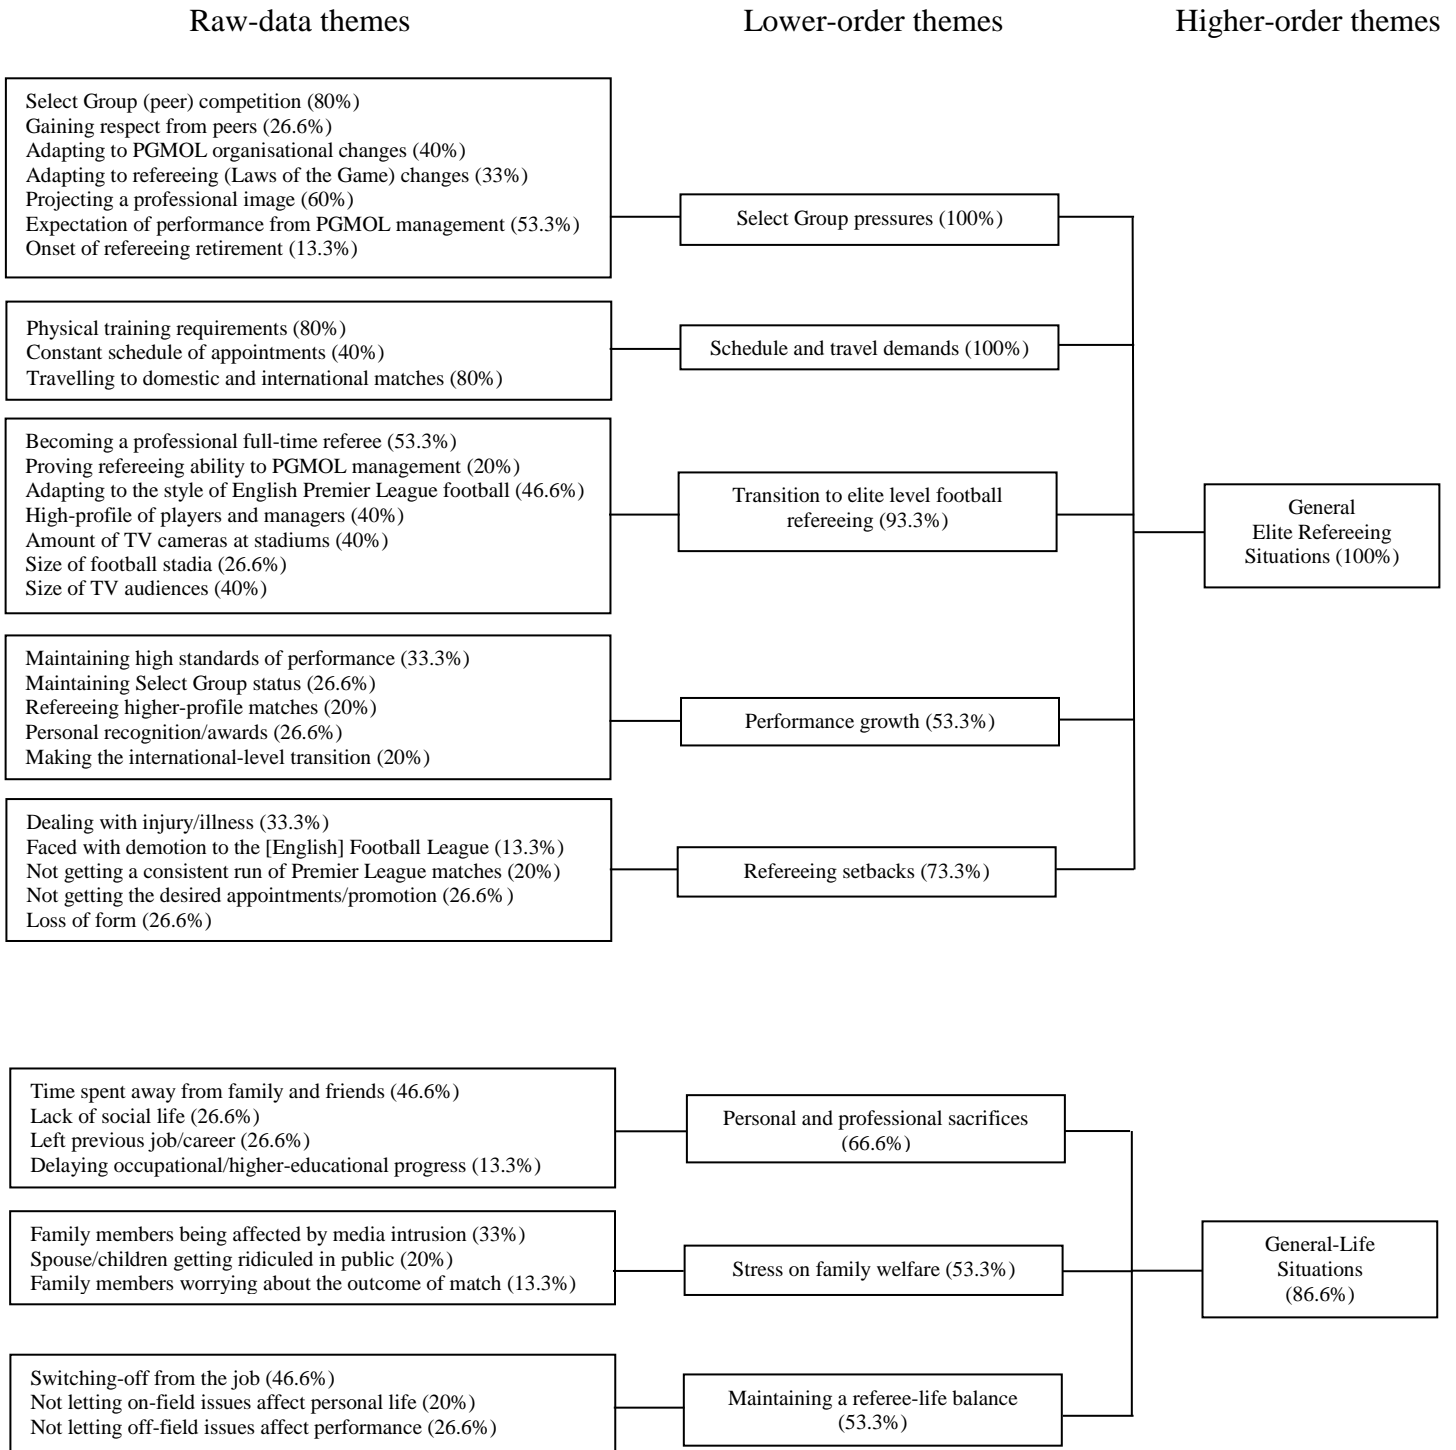 Raw-data themes
Lower-order themes
Higher-order themes
Select Group (peer) competition (80%)
Gaining respect from peers (26.6%)
Adapting to PGMOL organisational changes (40%)
Adapting to refereeing (Laws of the Game) changes (33%)
Projecting a professional image (60%)
Expectation of performance from PGMOL management (53.3%)
Onset of refereeing retirement (13.3%)
Select Group pressures (100%)
Physical training requirements (80%)
Constant schedule of appointments (40%)
Travelling to domestic and international matches (80%)
Schedule and travel demands (100%)
Becoming a professional full-time referee (53.3%)
Proving refereeing ability to PGMOL management (20%)
Adapting to the style of English Premier League football (46.6%)
High-profile of players and managers (40%)
Amount of TV cameras at stadiums (40%)
Size of football stadia (26.6%)
Size of TV audiences (40%)
Transition to elite level football
refereeing (93.3%)
General
Elite Refereeing
Situations (100%)
Maintaining high standards of performance (33.3%)
Maintaining Select Group status (26.6%)
Refereeing higher-profile matches (20%)
Personal recognition/awards (26.6%)
Making the international-level transition (20%)
Performance growth (53.3%)
Dealing with injury/illness (33.3%)
Faced with demotion to the [English] Football League (13.3%)
Not getting a consistent run of Premier League matches (20%)
Not getting the desired appointments/promotion (26.6%)
Loss of form (26.6%)
Refereeing setbacks (73.3%)
Time spent away from family and friends (46.6%)
Lack of social life (26.6%)
Left previous job/career (26.6%)
Delaying occupational/higher-educational progress (13.3%)
Personal and professional sacrifices
(66.6%)
Family members being affected by media intrusion (33%)
Spouse/children getting ridiculed in public (20%)
Family members worrying about the outcome of match (13.3%)
Stress on family welfare (53.3%)
General-Life
Situations
(86.6%)
Switching-off from the job (46.6%)
Not letting on-field issues affect personal life (20%)
Not letting off-field issues affect performance (26.6%)
Maintaining a referee-life balance
(53.3%)